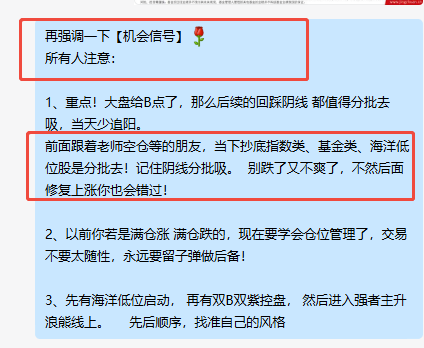 再强调一下【机会信号】🌹
所有人注意：
1、重点！大盘给B点了，那么后续的回踩阴线 都值得分批去
吸，当天少追阳。
前面跟着老师空仓等的朋友，当下抄底指数类、基金类、海洋低
位股是分批去！记住阴线分批吸。 别跌了又不爽了，不然后面
修复上涨你也会错过！
2、以前你若是满仓涨 满仓跌的，现在要学会仓位管理了，交易
不要太随性，永远要留子弹做后备！
3、先有海洋低位启动， 再有双B双紫控盘， 然后进入强者主升
浪能线上。 先后顺序，找准自己的风格